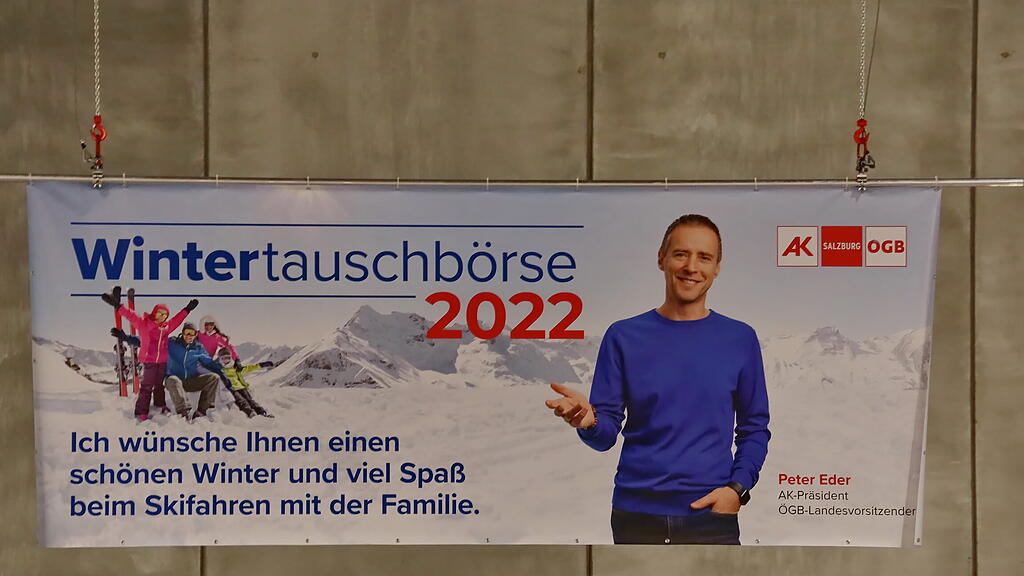 Wintertauschbörse
2022
AK SALZBURG ÖGB
Ich wünsche Ihnen einen
schönen Winter und viel Spaß
beim Skifahren mit der Familie.
Peter Eder
AK-Präsident
ÖGB-Landesvorsitzender